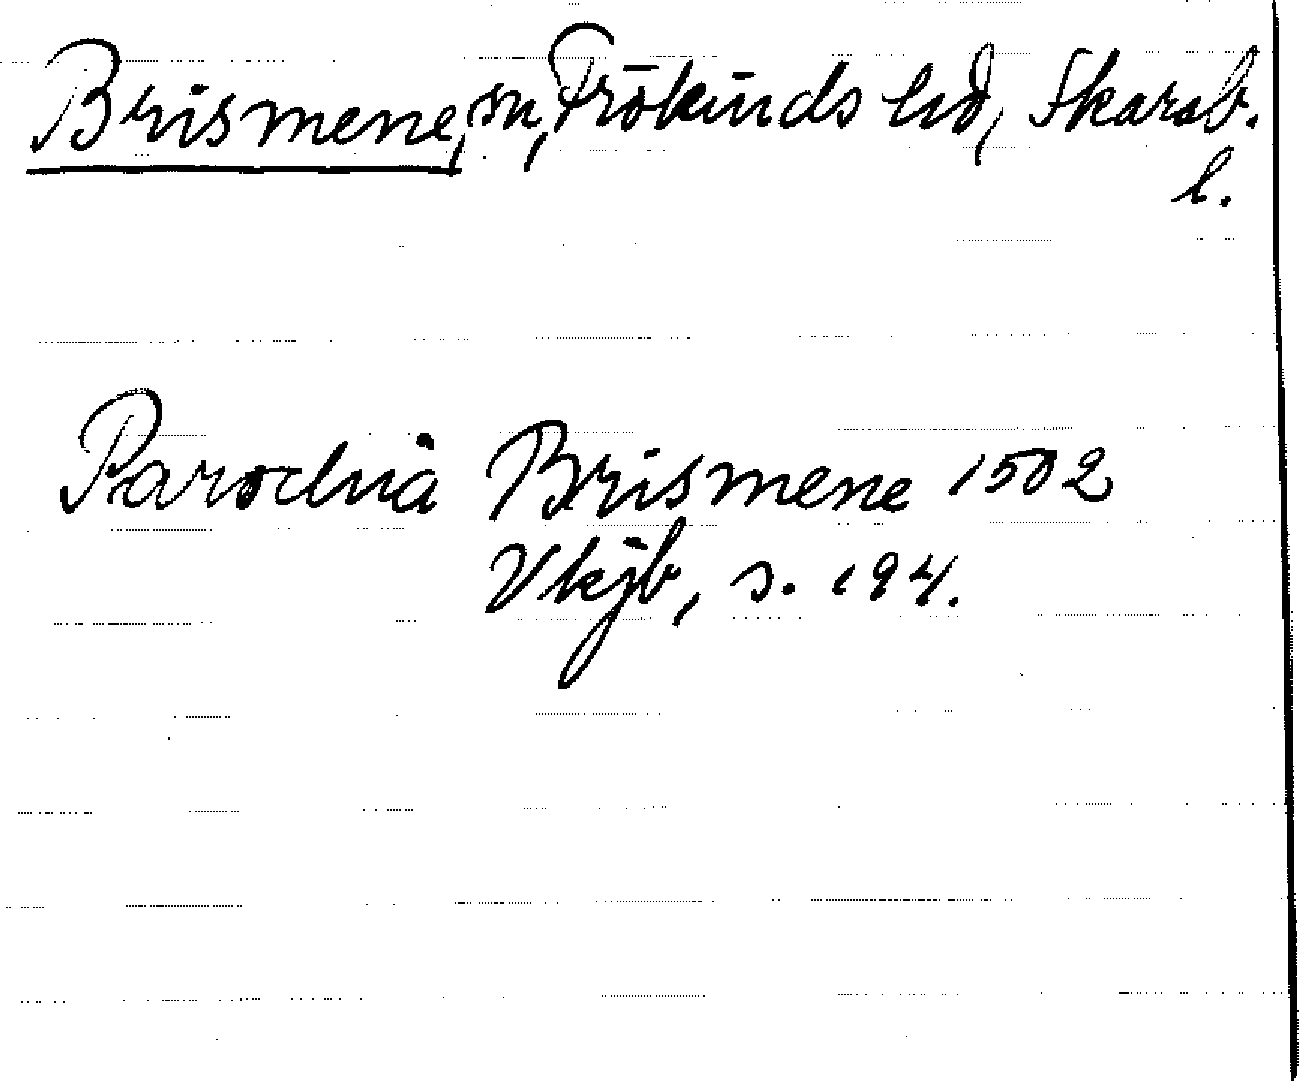 Brismene, sn, Frökinds hd, Skarab.
l.
Parochia Brismene 1502
Vkjb, s. 194.